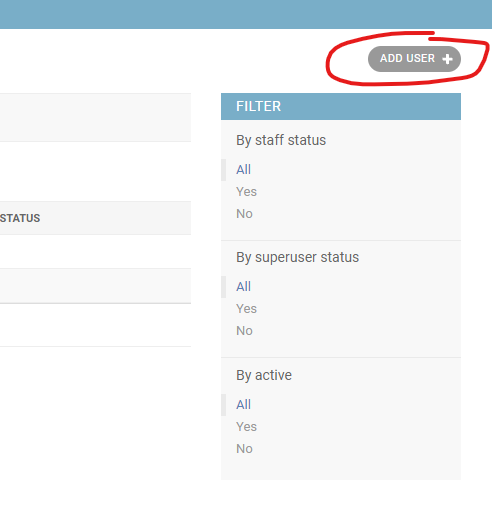 ADD USER
FILTER
By staff status
All
Yes
No
STATUS
By superuser status
All
Yes
No
By active
All
Yes
No